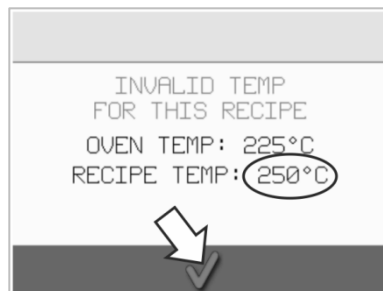 INVALID TEMP
FOR THIS RECIPE
OVEN TEMP: 225°C
RECIPE TEMP: 250°C